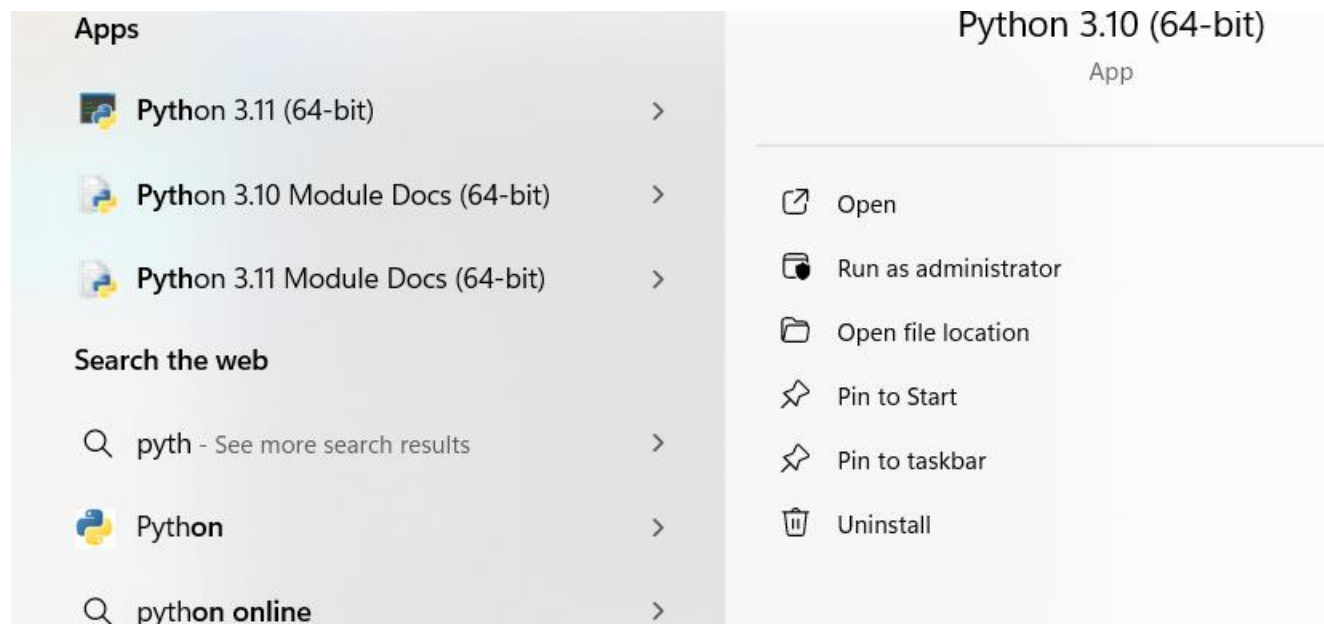 Apps
Python 3.11 (64-bit)
Python 3.10 Module Docs (64-bit)
Python 3.11 Module Docs (64-bit)
Search the web
pyth - See more search results
Python
python online
Python 3.10 (64-bit)
App
Open
Run as administrator
Open file location
Pin to Start
Pin to taskbar
Uninstall